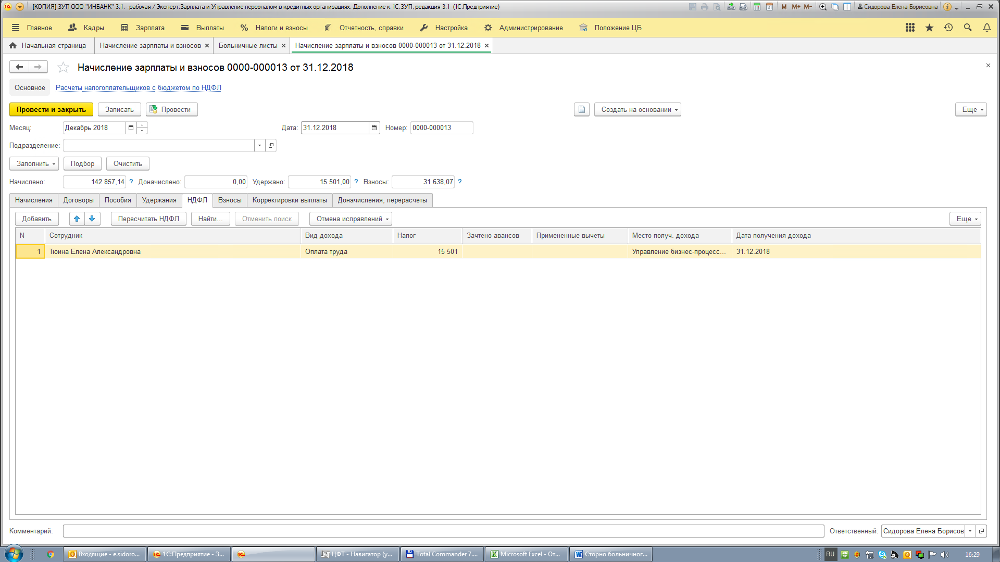 [КОПИЯ] ЗУП ООО "ИНБАНК" 3.1. - рабочая / Эксперт:Зарплата и Управление персоналом в кредитных организациях. Дополнение к 1С:ЗУП, редакция 3.1 (1С:Предприятие) M M+ M- Сидорова Елена Борисовна
Главное Кадры Зарплата Выплаты Налоги и взносы Отчетность, справки Настройка Администрирование Положение ЦБ
Начальная страница Начисление зарплаты и взносов Больничные листы Начисление зарплаты и взносов 0000-000013 от 31.12.2018
Начисление зарплаты и взносов 0000-000013 от 31.12.2018
Основное Расчеты налогоплательщиков с бюджетом по НДФЛ
Провести и закрыть Записать Провести Создать на основании Еще
Месяц: Декабрь 2018 Дата: 31.12.2018 Номер: 0000-000013
Подразделение:
Заполнить Подбор Очистить
Начислено: 142 857,14 ? Доначислено: 0,00 Удержано: 15 501,00 ? Взносы: 31 638,07 ?
Начисления Договоры Пособия Удержания НДФЛ Взносы Корректировки выплаты Доначисления, перерасчеты
Добавить Пересчитать НДФЛ Найти... Отменить поиск Отмена исправлений Еще
N Сотрудник Вид дохода Налог Зачтено авансов Примененные вычеты Место получ. дохода Дата получения дохода
1 Тюина Елена Александровна Оплата труда 15 501 Управление бизнес-процесс... 31.12.2018
Комментарий: Ответственный: Сидорова Елена Борисов
Входящие - e.sidoro... 1С:Предприятие - З... ЦФТ - Навигатор (у... Total Commander 7.... Microsoft Excel - От... Сторно больничног... RU 16:29